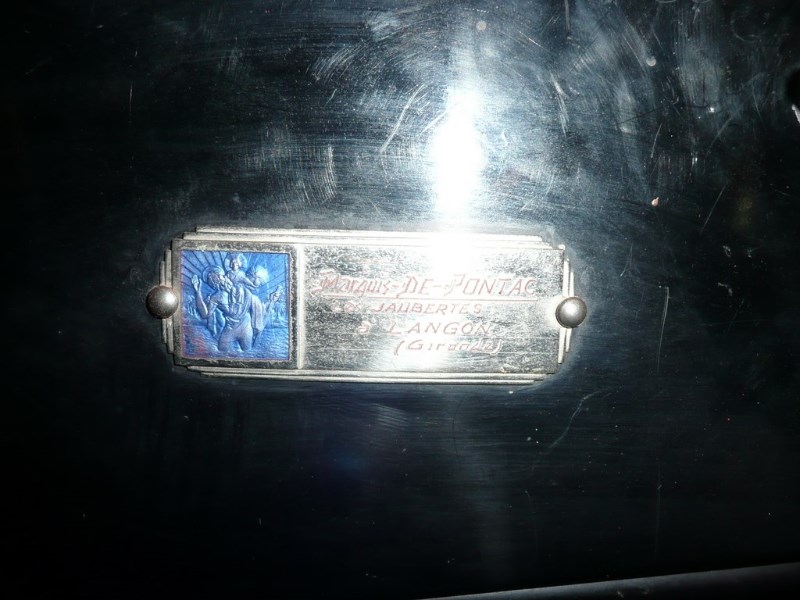 Marquis-DE-PONTAC
JAUBERTES
à LANGON
(Gironde)